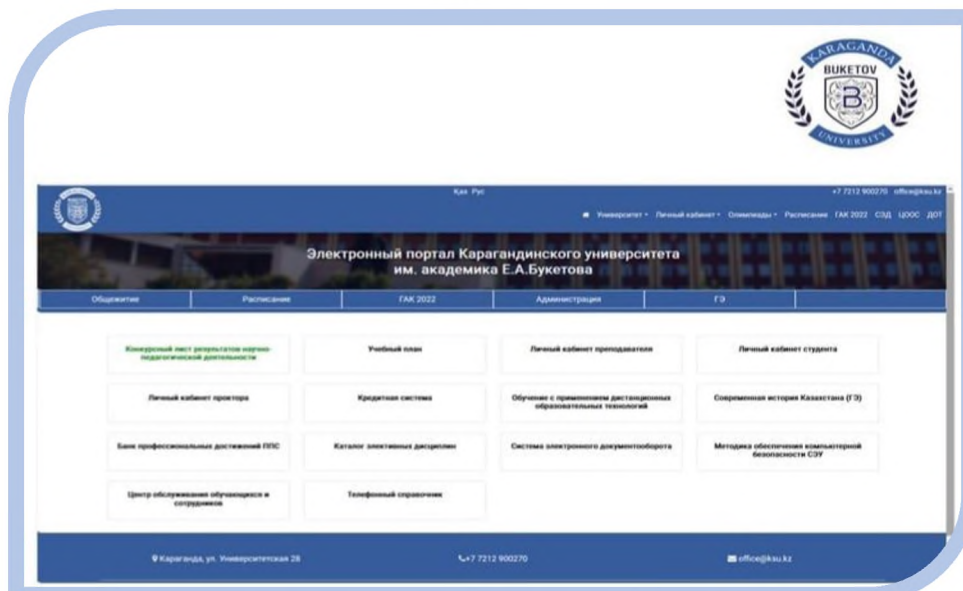 KARAGANDA
BUKETOV
B
UNIVERSITY
Қаз Рус
+7 7212 900270 office@ksu.kz
Университет Личный кабинет Олимпиады Расписание ГАК 2022 СЭД ЦООС ДОТ
Электронный портал Карагандинского университета
им. академика Е.А.Букетова
Общежитие Расписание ГАК 2022 Администрация ГЭ
Конкурсный лист результатов научно-
педагогической деятельности
Учебный план
Личный кабинет преподавателя
Личный кабинет студента
Личный кабинет проктора
Кредитная система
Обучение с применением дистанционных
образовательных технологий
Современная история Казахстана (ГЭ)
Банк профессиональных достижений ППС
Каталог элективных дисциплин
Система электронного документооборота
Методика обеспечения компьютерной
безопасности СЭУ
Центр обслуживания обучающихся и
сотрудников
Телефонный справочник
Караганда, ул. Университетская 28
+7 7212 900270
office@ksu.kz